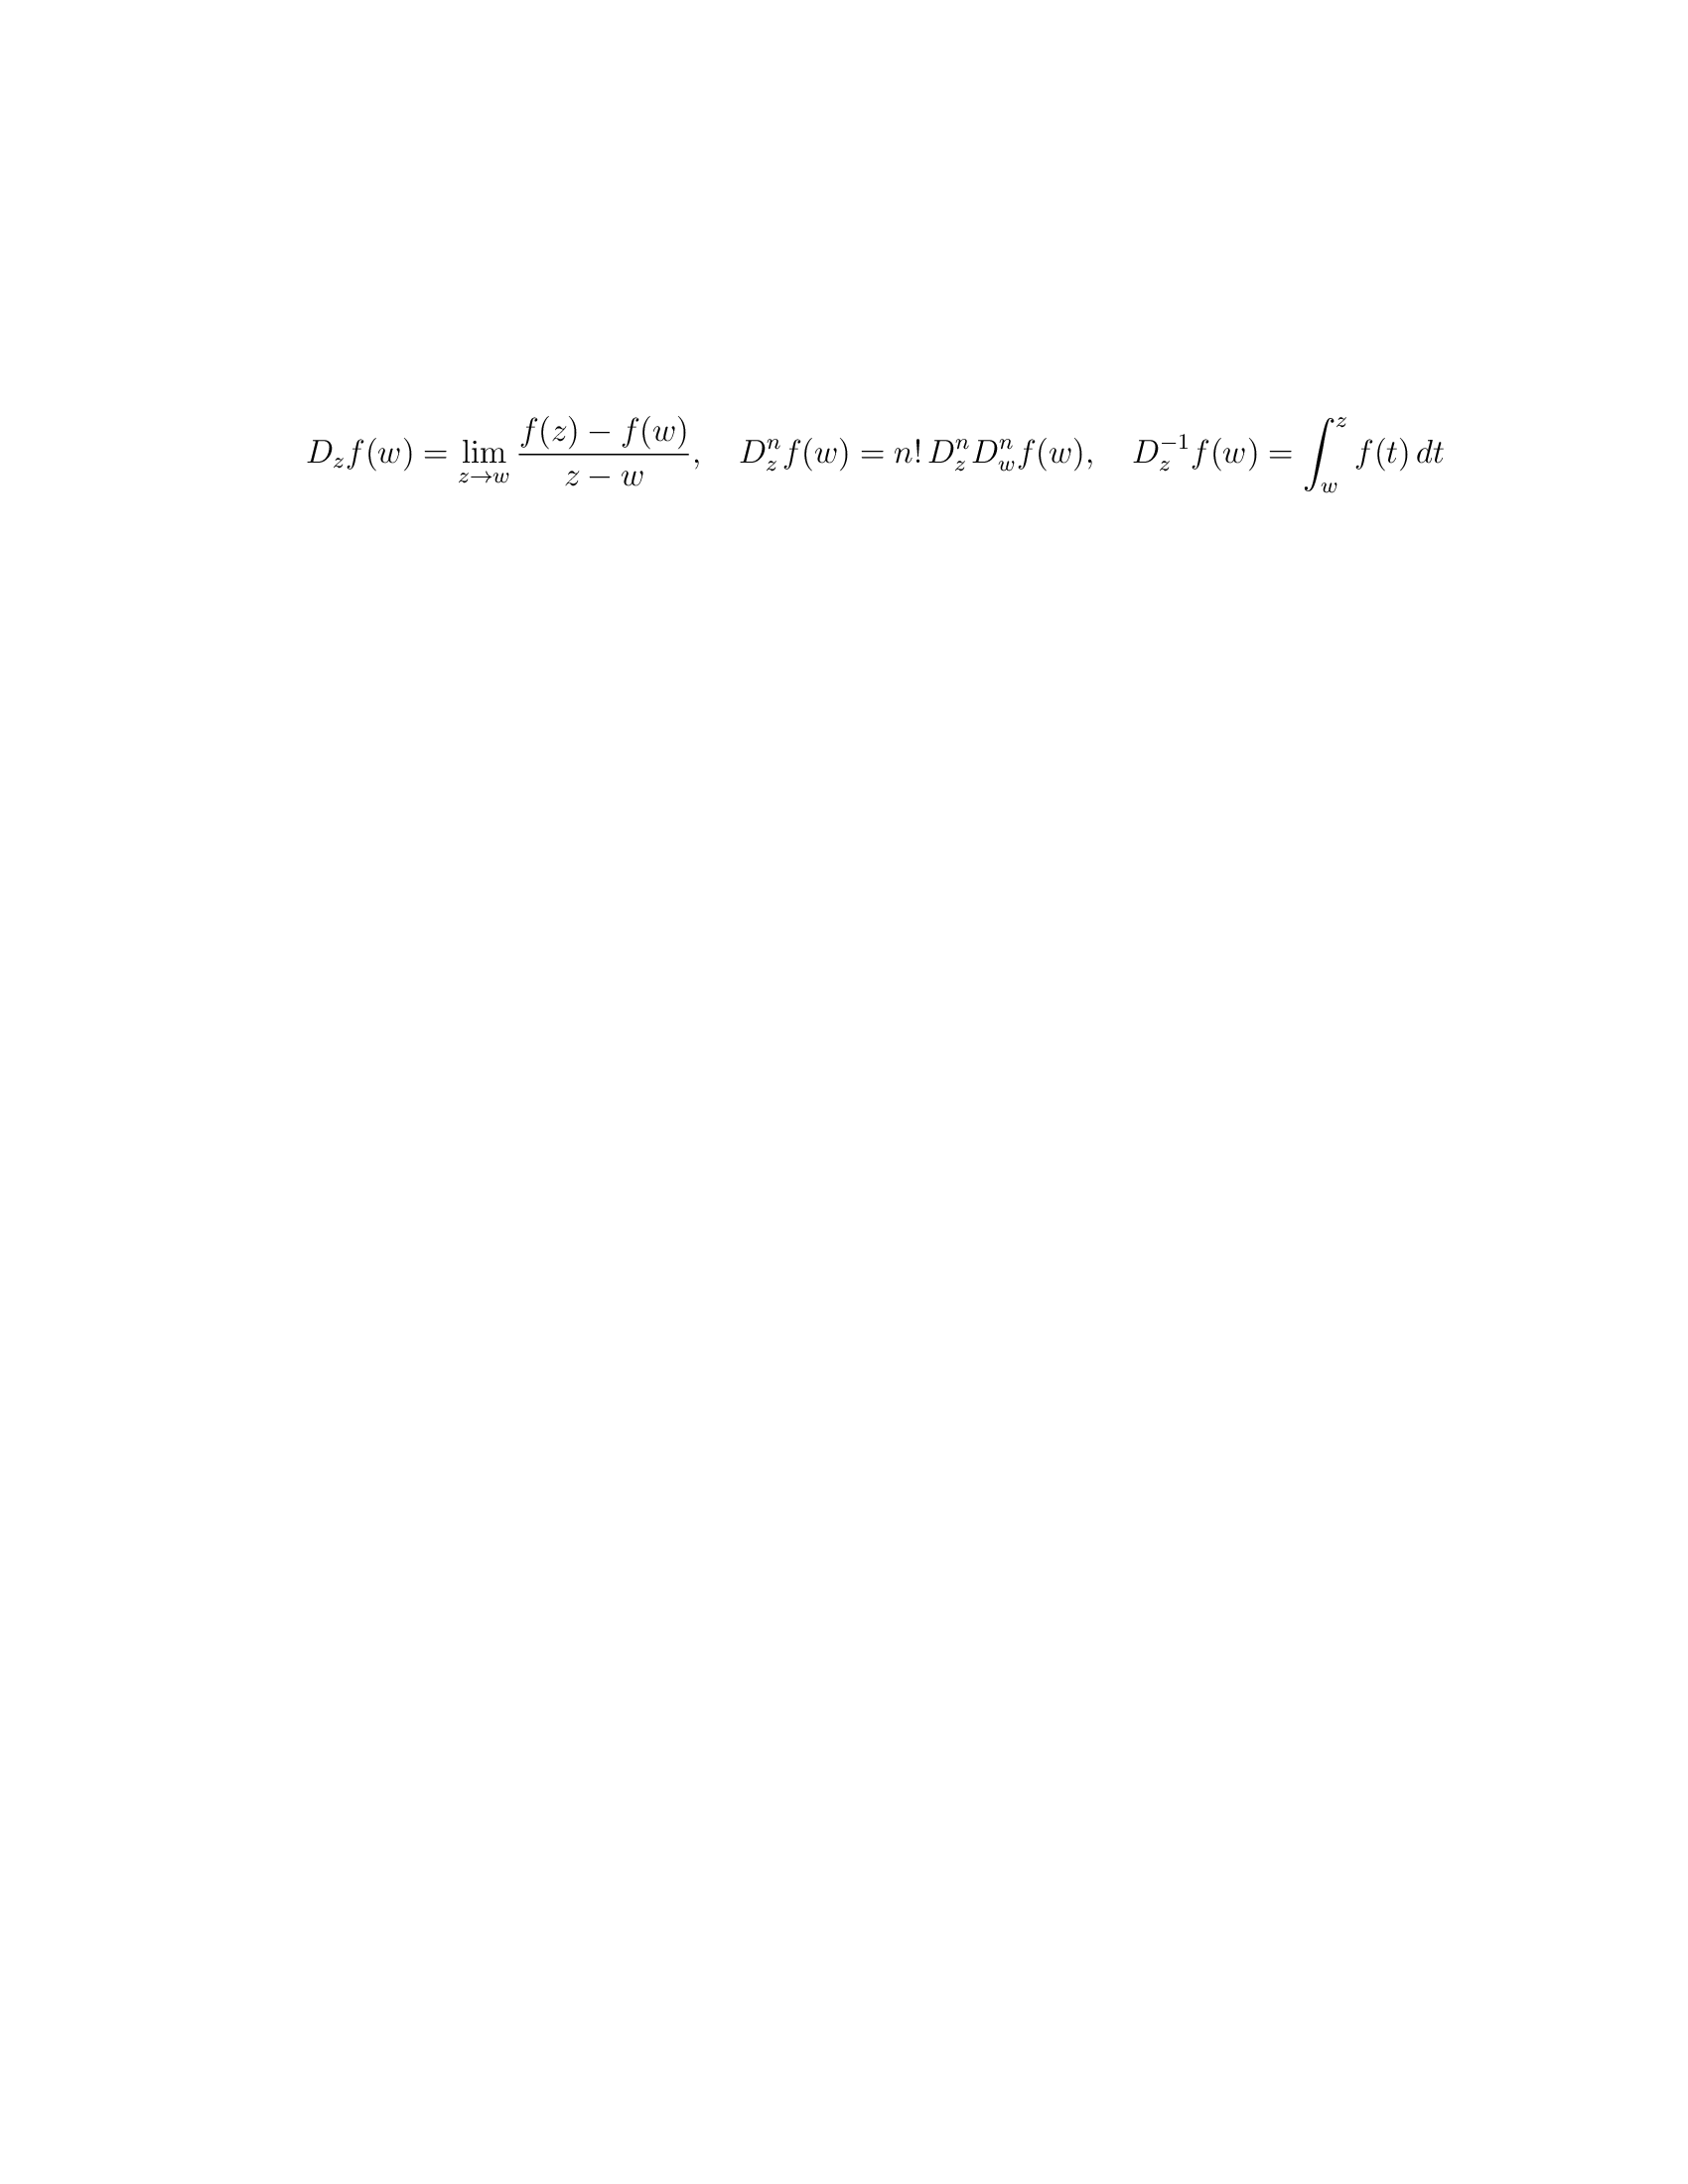 $D_z f(w) = \lim_{z \to w} \frac{f(z) - f(w)}{z - w}, \quad D_z^n f(w) = n! \, D_z^n D_w^n f(w), \quad D_z^{-1} f(w) = \int_w^z f(t) \, dt$